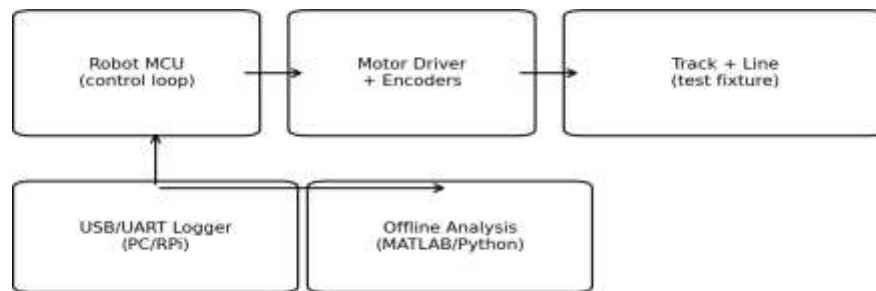 Robot MCU
(control loop)
Motor Driver
+ Encoders
Track + Line
(test fixture)
USB/UART Logger
(PC/RPi)
Offline Analysis
(MATLAB/Python)